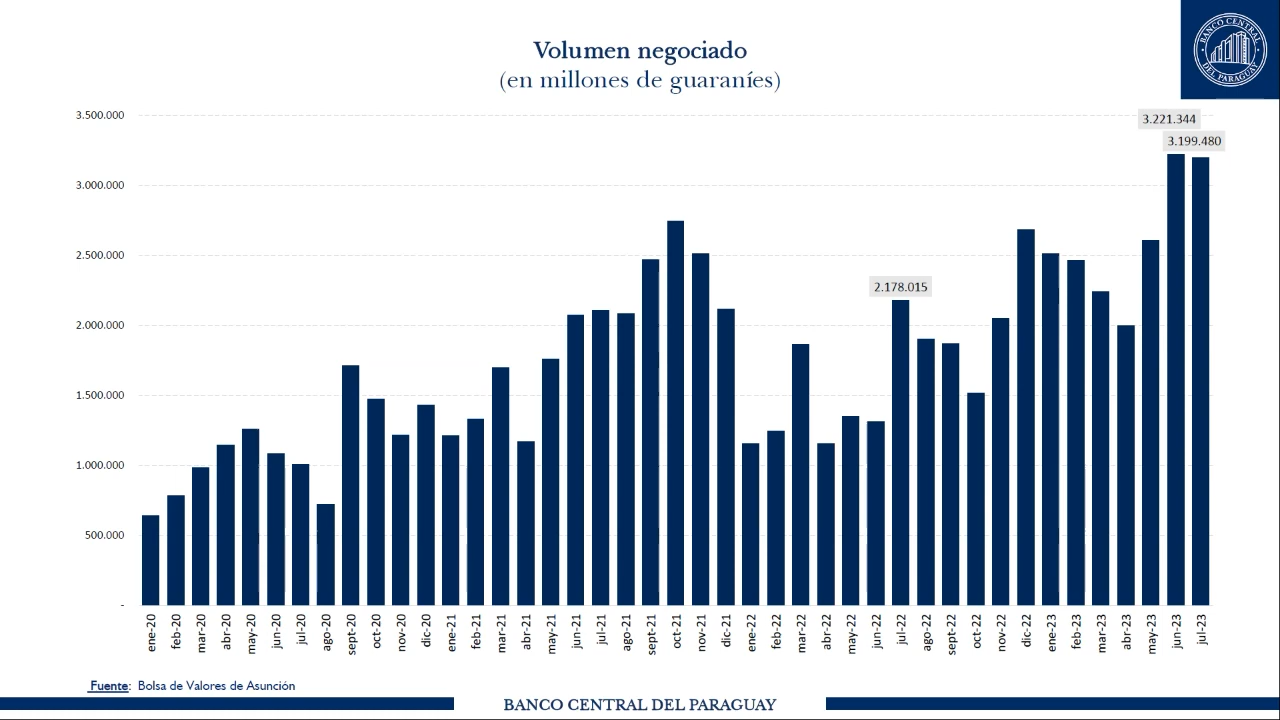 BANCO CENTRAL
DEL PARAGUAY
Volumen negociado
(en millones de guaraníes)
3.500.000
3.000.000
2.500.000
2.000.000
1.500.000
1.000.000
500.000
-
3.221.344
3.199.480
2.178.015
ene-20
feb-20
mar-20
abr-20
may-20
jun-20
jul-20
ago-20
sept-20
oct-20
nov-20
dic-20
ene-21
feb-21
mar-21
abr-21
may-21
jun-21
jul-21
ago-21
sept-21
oct-21
nov-21
dic-21
ene-22
feb-22
mar-22
abr-22
may-22
jun-22
jul-22
ago-22
sept-22
oct-22
nov-22
dic-22
ene-23
feb-23
mar-23
abr-23
may-23
jun-23
jul-23
Fuente: Bolsa de Valores de Asunción
BANCO CENTRAL DEL PARAGUAY